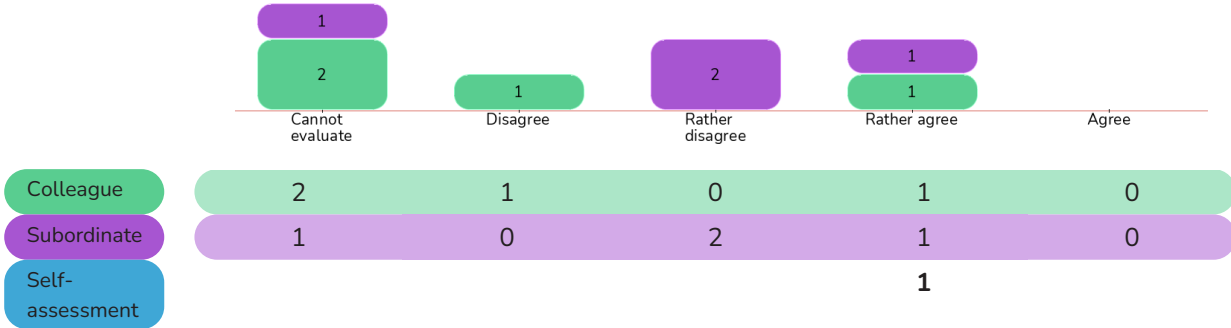 1
2
1
2
1
1
Cannot evaluate
Disagree
Rather disagree
Rather agree
Agree
Colleague 2 1 0 1 0
Subordinate 1 0 2 1 0
Self-
assessment
1